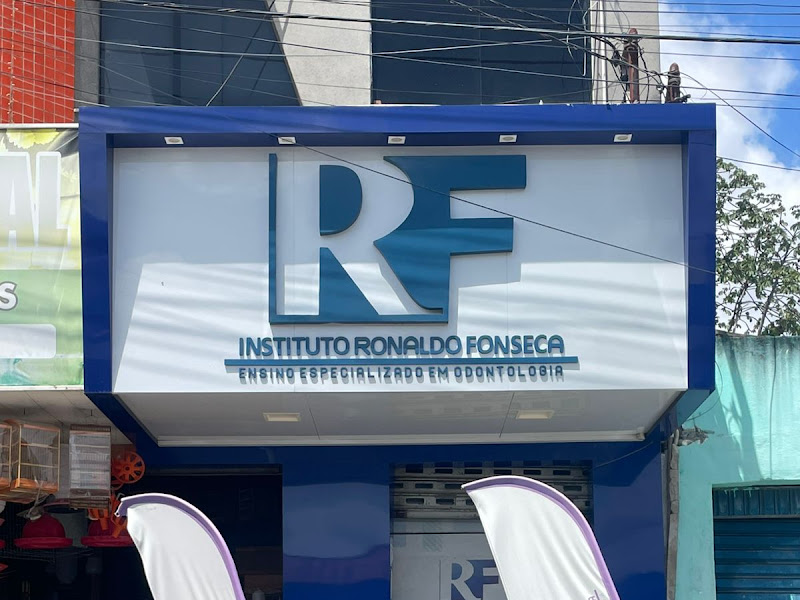 RF
INSTITUTO RONALDO FONSECA
ENSINO ESPECIALIZADO EM ODONTOLOGIA
RF